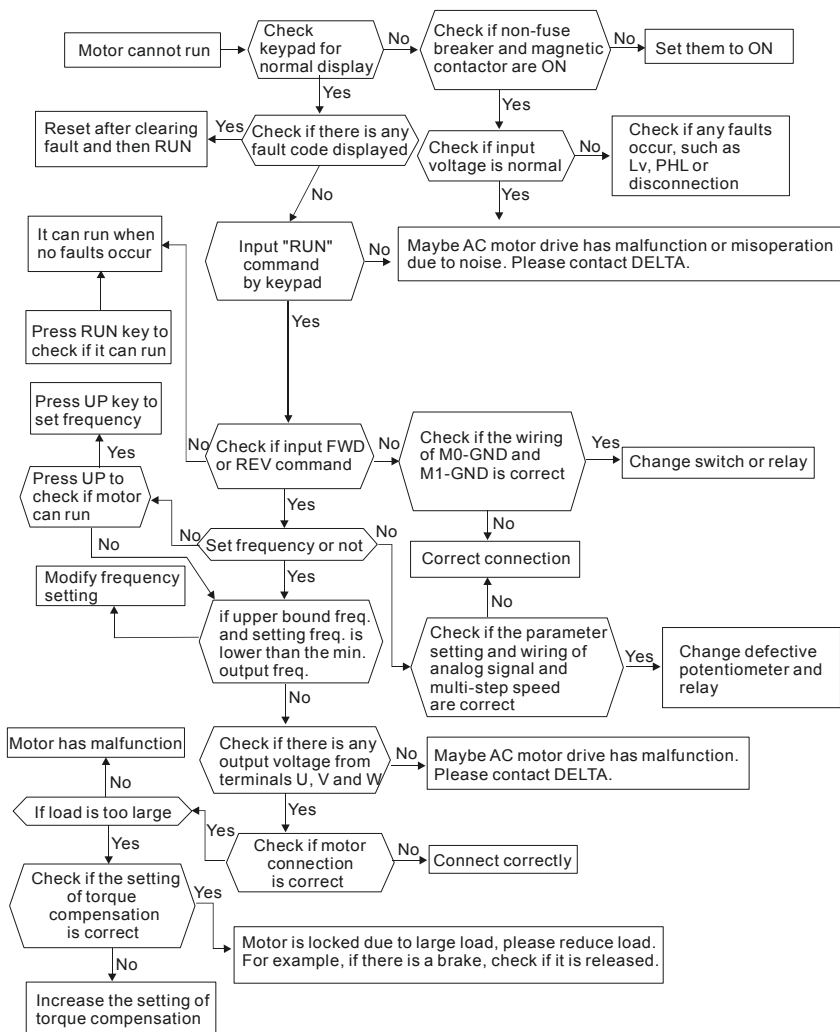 Motor cannot run
Check
keypad for
normal display
No
Check if non-fuse
breaker and magnetic
contactor are ON
No
Set them to ON
Yes
Yes
Reset after clearing
fault and then RUN
Yes
Check if there is any
fault code displayed
Check if input
voltage is normal
No
Check if any faults
occur, such as
Lv, PHL or
disconnection
No
Yes
It can run when
no faults occur
Input "RUN"
command
by keypad
No
Maybe AC motor drive has malfunction or misoperation
due to noise. Please contact DELTA.
Press RUN key to
check if it can run
Yes
Press UP key to
set frequency
Yes
No
Check if input FWD
or REV command
No
Check if the wiring
of M0-GND and
M1-GND is correct
Yes
Change switch or relay
Press UP to
check if motor
can run
Yes
No
No
Set frequency or not
No
No
Correct connection
Modify frequency
setting
Yes
No
if upper bound freq.
and setting freq. is
lower than the min.
output freq.
Check if the parameter
setting and wiring of
analog signal and
multi-step speed
are correct
Yes
Change defective
potentiometer and
relay
No
Motor has malfunction
Check if there is any
output voltage from
terminals U, V and W
No
Maybe AC motor drive has malfunction.
Please contact DELTA.
No
If load is too large
Yes
Yes
Check if motor
connection
is correct
No
Connect correctly
Yes
Check if the setting
of torque
compensation
is correct
Yes
Motor is locked due to large load, please reduce load.
For example, if there is a brake, check if it is released.
No
Increase the setting of
torque compensation